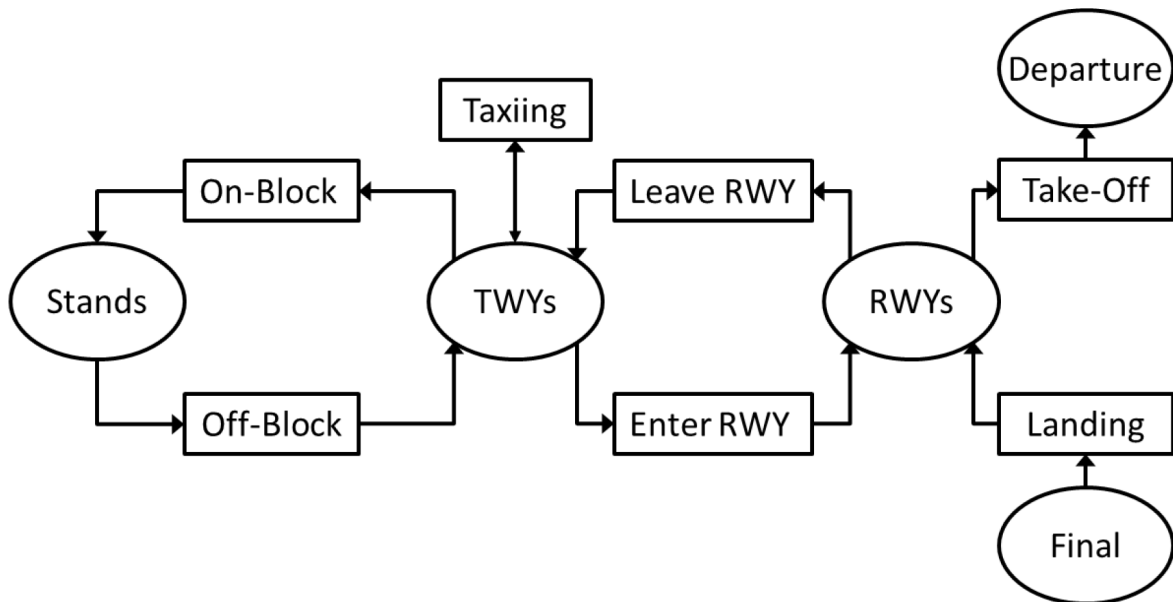 Departure
Taxiing
On-Block
Leave RWY
Take-Off
Stands
TWYs
RWYs
Off-Block
Enter RWY
Landing
Final